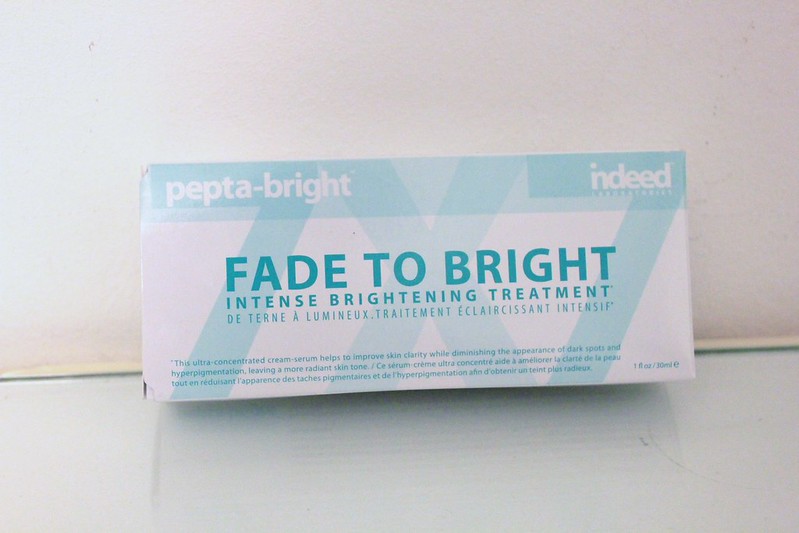 pepta-bright™
indeed™
LABORATORIES
FADE TO BRIGHT
INTENSE BRIGHTENING TREATMENT*
DE TERNE À LUMINEUX.TRAITEMENT ÉCLAIRCISSANT INTENSIF*
*This ultra-concentrated cream-serum helps to improve skin clarity while diminishing the appearance of dark spots and
hyperpigmentation, leaving a more radiant skin tone. / Ce sérum-crème ultra concentré aide à améliorer la clarté de la peau
tout en réduisant l'apparence des taches pigmentaires et de l'hyperpigmentation afin d'obtenir un teint plus radieux.
1 fl oz / 30ml ℮
7X7